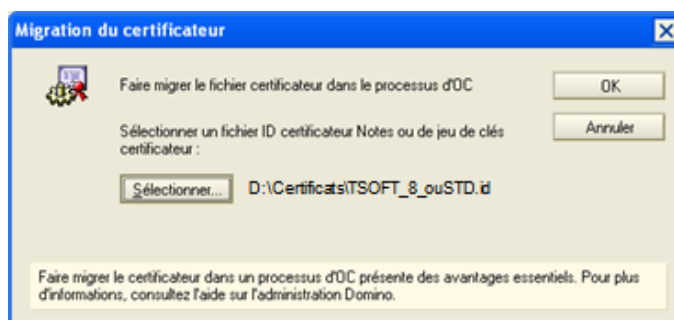 Migration du certificateur
Faire migrer le fichier certificateur dans le processus d'OC
OK
Sélectionner un fichier ID certificateur Notes ou de jeu de clés
certificateur :
Annuler
Sélectionner...
D:\Certificats\TSOFT_8_ouSTD.id
Faire migrer le certificateur dans un processus d'OC présente des avantages essentiels. Pour plus
d'informations, consultez l'aide sur l'administration Domino.